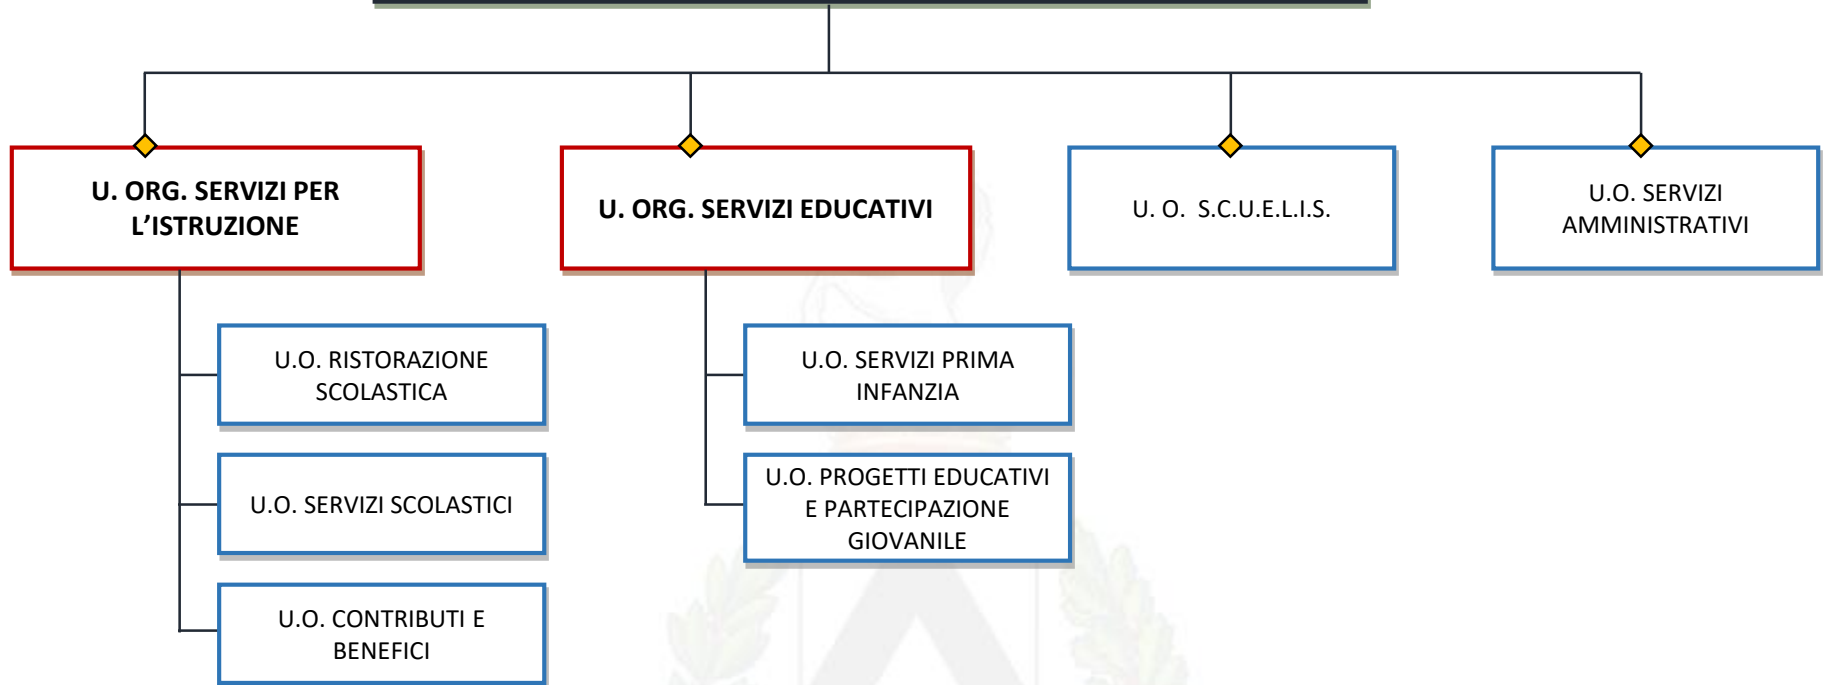 U. ORG. SERVIZI PER
L’ISTRUZIONE
U. ORG. SERVIZI EDUCATIVI
U. O. S.C.U.E.L.I.S.
U.O. SERVIZI
AMMINISTRATIVI
U.O. RISTORAZIONE
SCOLASTICA
U.O. SERVIZI SCOLASTICI
U.O. CONTRIBUTI E
BENEFICI
U.O. SERVIZI PRIMA
INFANZIA
U.O. PROGETTI EDUCATIVI
E PARTECIPAZIONE
GIOVANILE